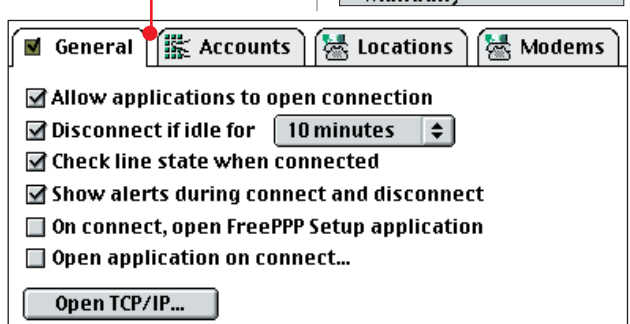 General Accounts Locations Modems
Allow applications to open connection
Disconnect if idle for 10 minutes
Check line state when connected
Show alerts during connect and disconnect
On connect, open FreePPP Setup application
Open application on connect...
Open TCP/IP...